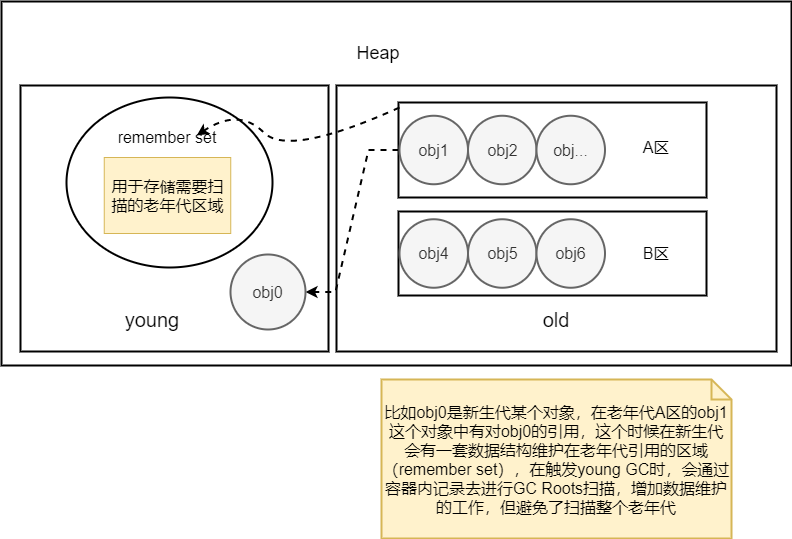 Heap
remember set
用于存储需要扫
描的老年代区域
obj0
young
obj1
obj2
obj...
A区
obj4
obj5
obj6
B区
old
比如obj0是新生代某个对象，在老年代A区的obj1
这个对象中有对obj0的引用，这个时候在新生代
会有一套数据结构维护在老年代引用的区域
（remember set），在触发young GC时，会通过
容器内记录去进行GC Roots扫描，增加数据维护
的工作，但避免了扫描整个老年代